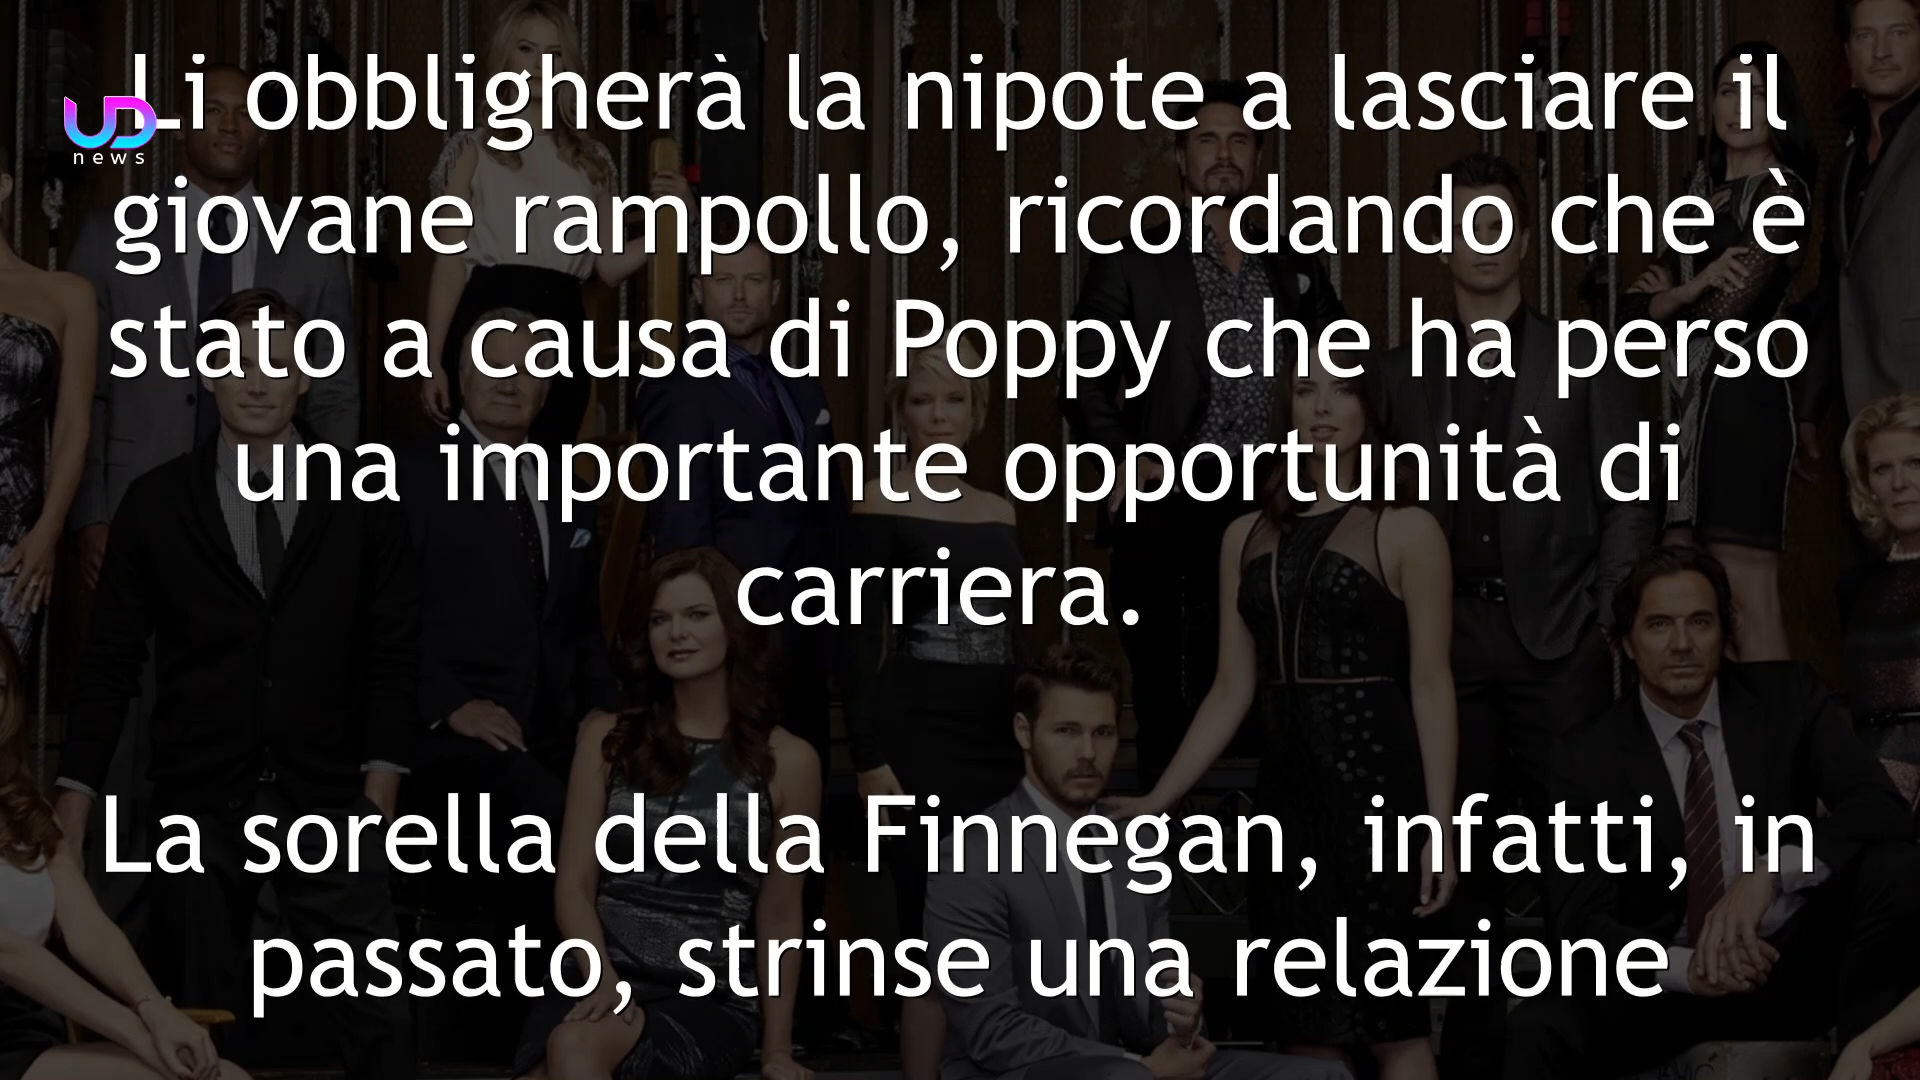 Li obbligherà la nipote a lasciare il
giovane rampollo, ricordando che è
stato a causa di Poppy che ha perso
una importante opportunità di
carriera.
La sorella della Finnegan, infatti, in
passato, strinse una relazione
UD
news